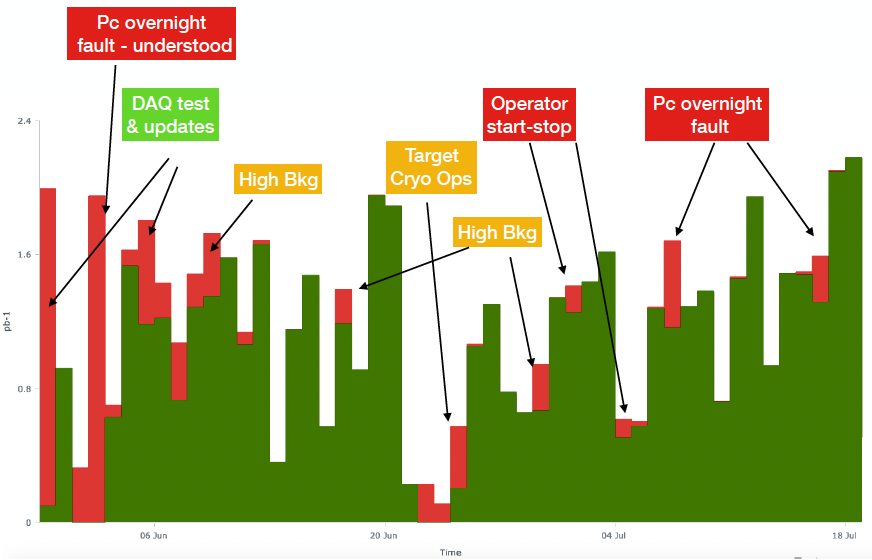 Pc overnight
fault - understood
DAQ test
& updates
High Bkg
Target
Cryo Ops
High Bkg
Operator
start-stop
Pc overnight
fault
2.4
1.6
pb-1
0.8
0
06 Jun
20 Jun
04 Jul
18 Jul
Time